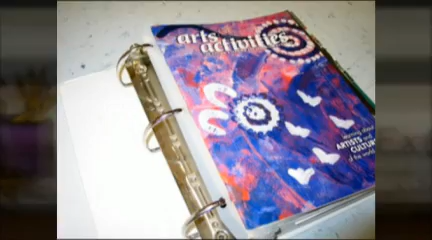 arts
activities
learning about
ARTISTS and
CULTURES
of the world